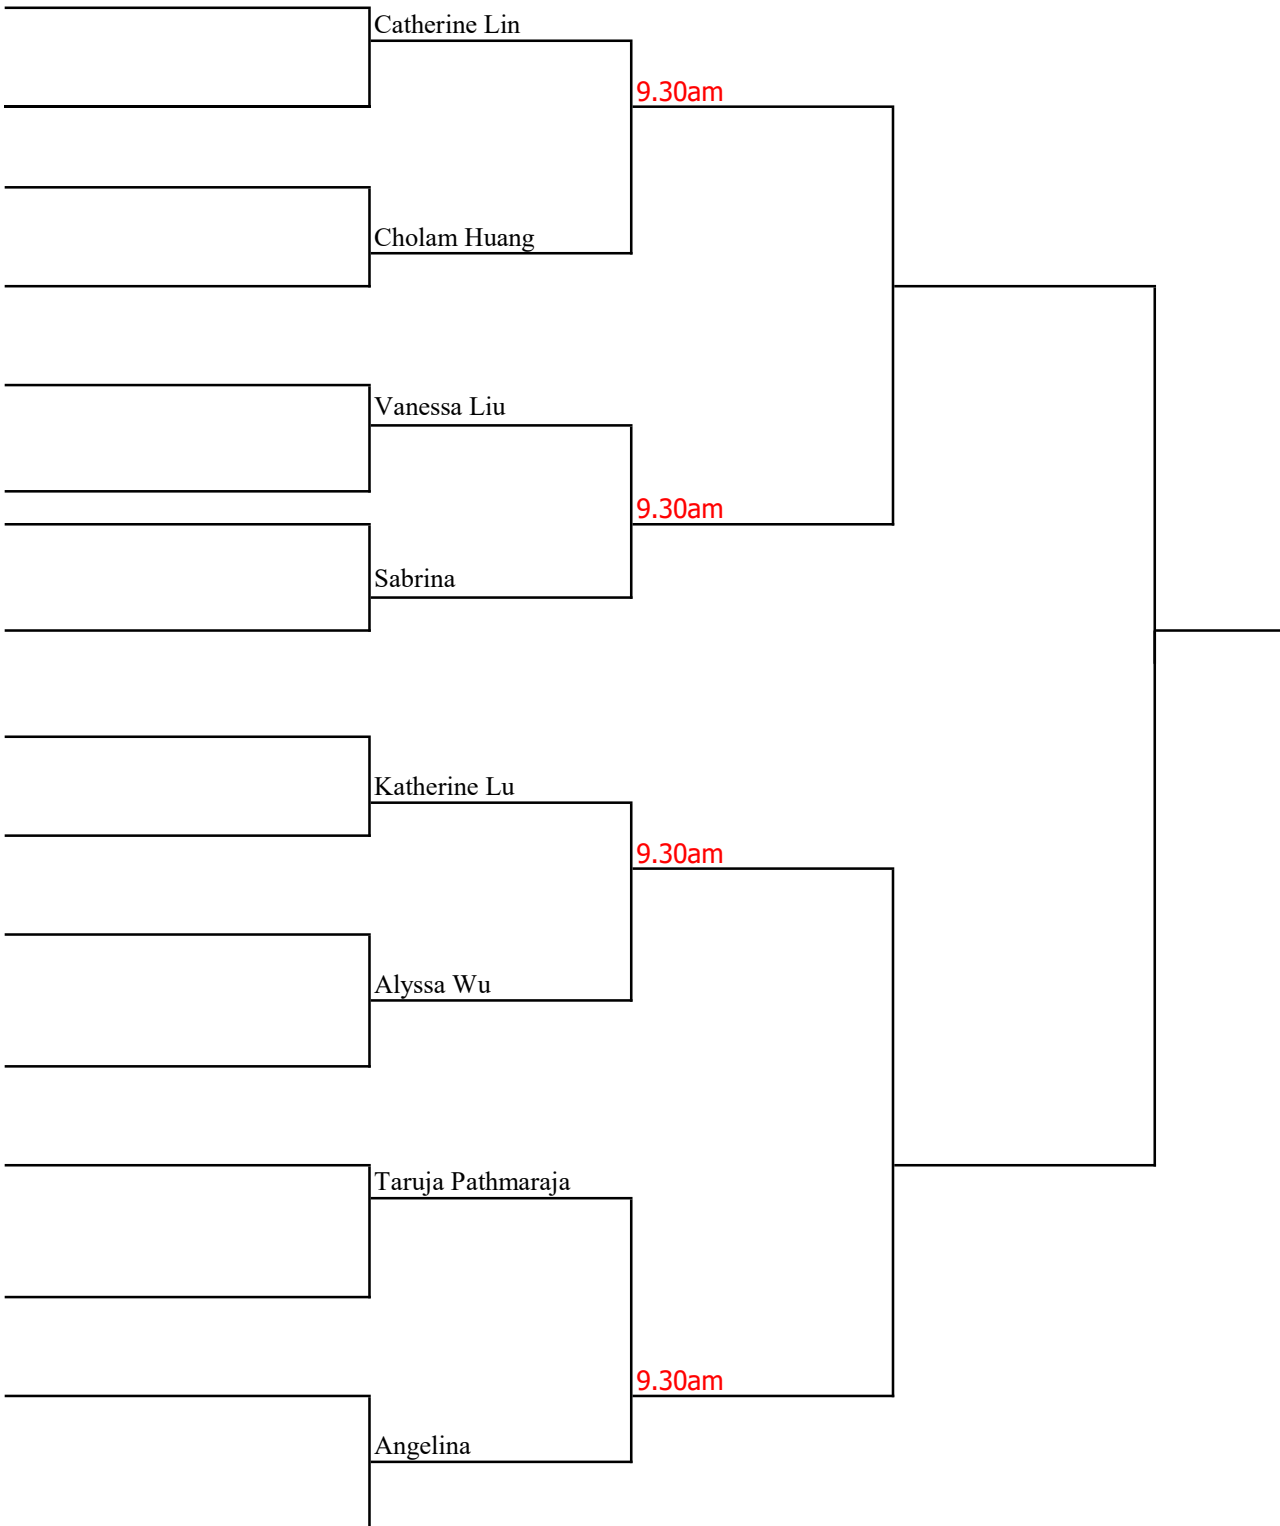 Catherine Lin
9.30am
Cholam Huang
Vanessa Liu
9.30am
Sabrina
Katherine Lu
9.30am
Alyssa Wu
Taruja Pathmaraja
9.30am
Angelina